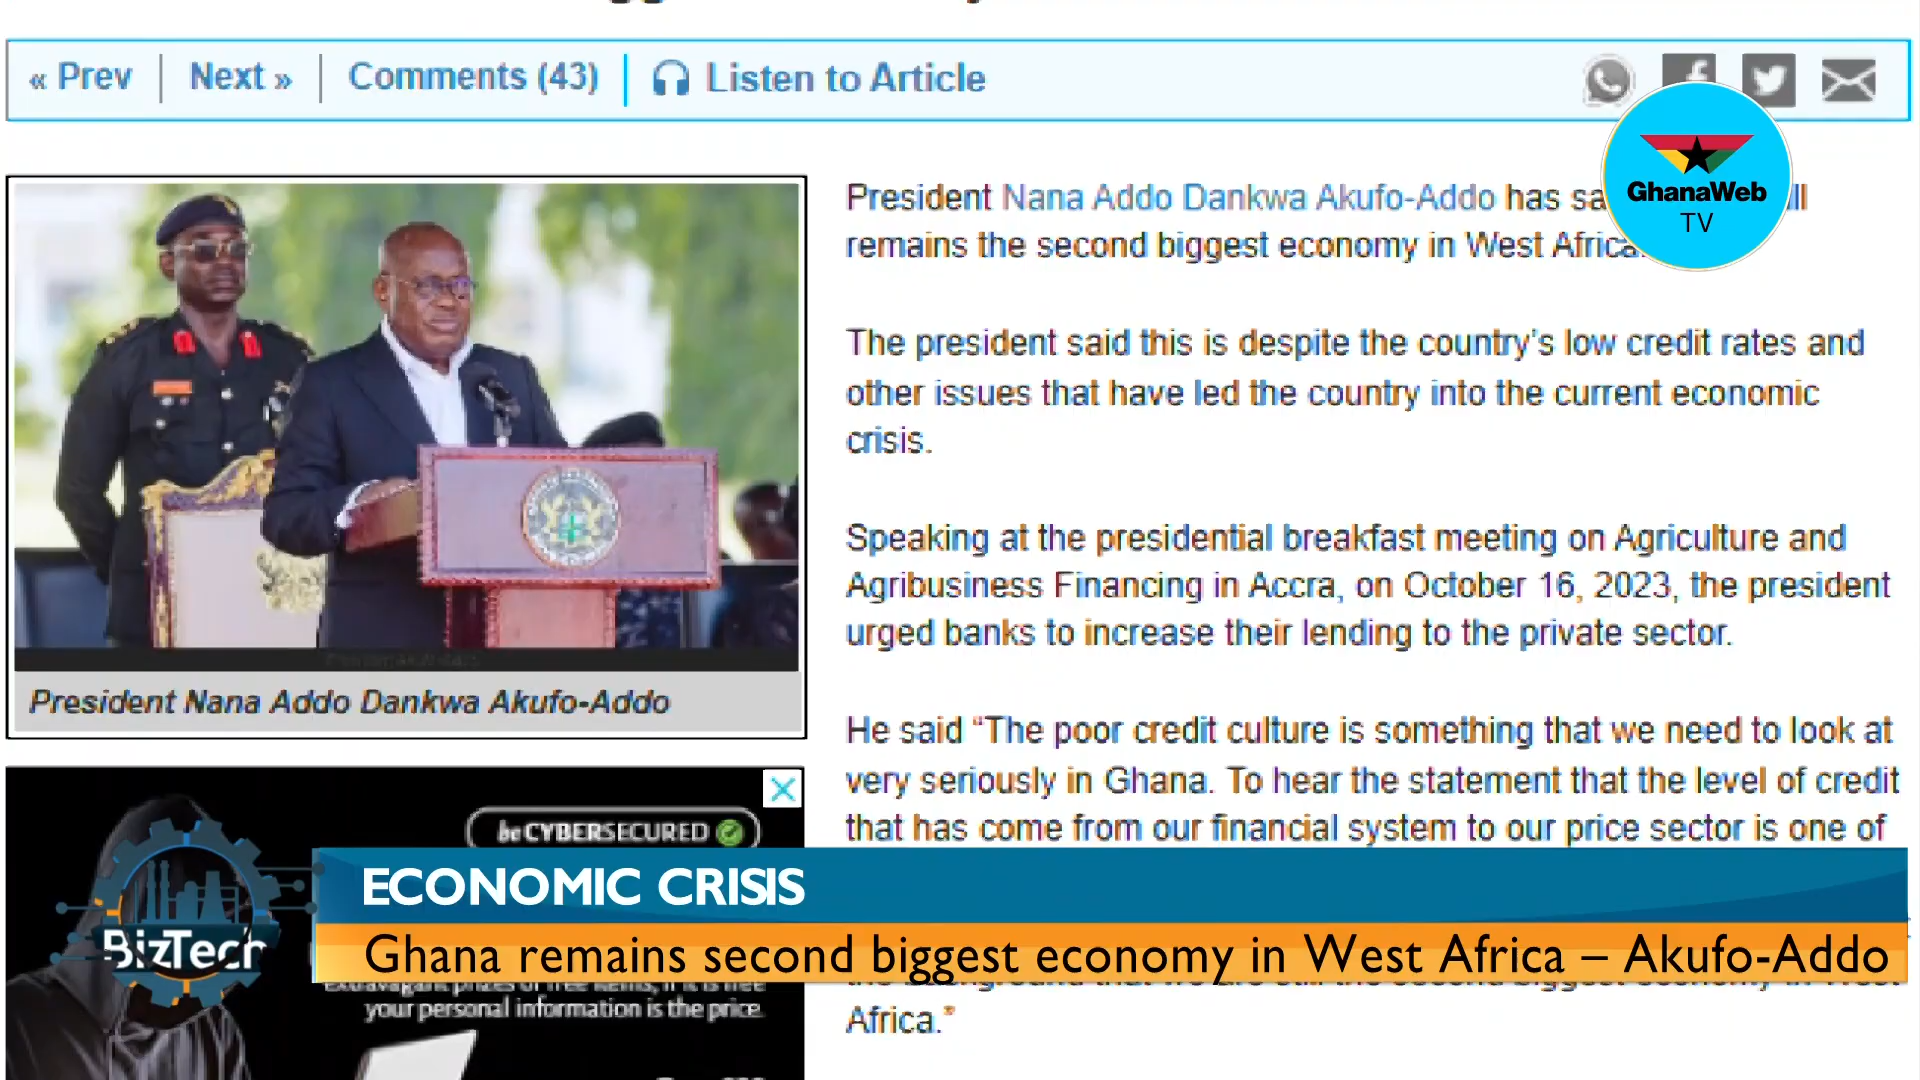 « Prev
Next »
Comments (43)
Listen to Article
GhanaWeb
TV
President Nana Addo Dankwa Akufo-Addo has
remains the second biggest economy in West Africa.
The president said this is despite the country's low credit rates and
other issues that have led the country into the current economic
crisis.
Speaking at the presidential breakfast meeting on Agriculture and
Agribusiness Financing in Accra, on October 16, 2023, the president
urged banks to increase their lending to the private sector.
He said “The poor credit culture is something that we need to look at
very seriously in Ghana. To hear the statement that the level of credit
that has come from our financial system to our price sector is one of
Africa.”
President Nana Addo Dankwa Akufo-Addo
beCYBERSECURED
BizTech
ECONOMIC CRISIS
Ghana remains second biggest economy in West Africa – Akufo-Addo
your personal information is the price.